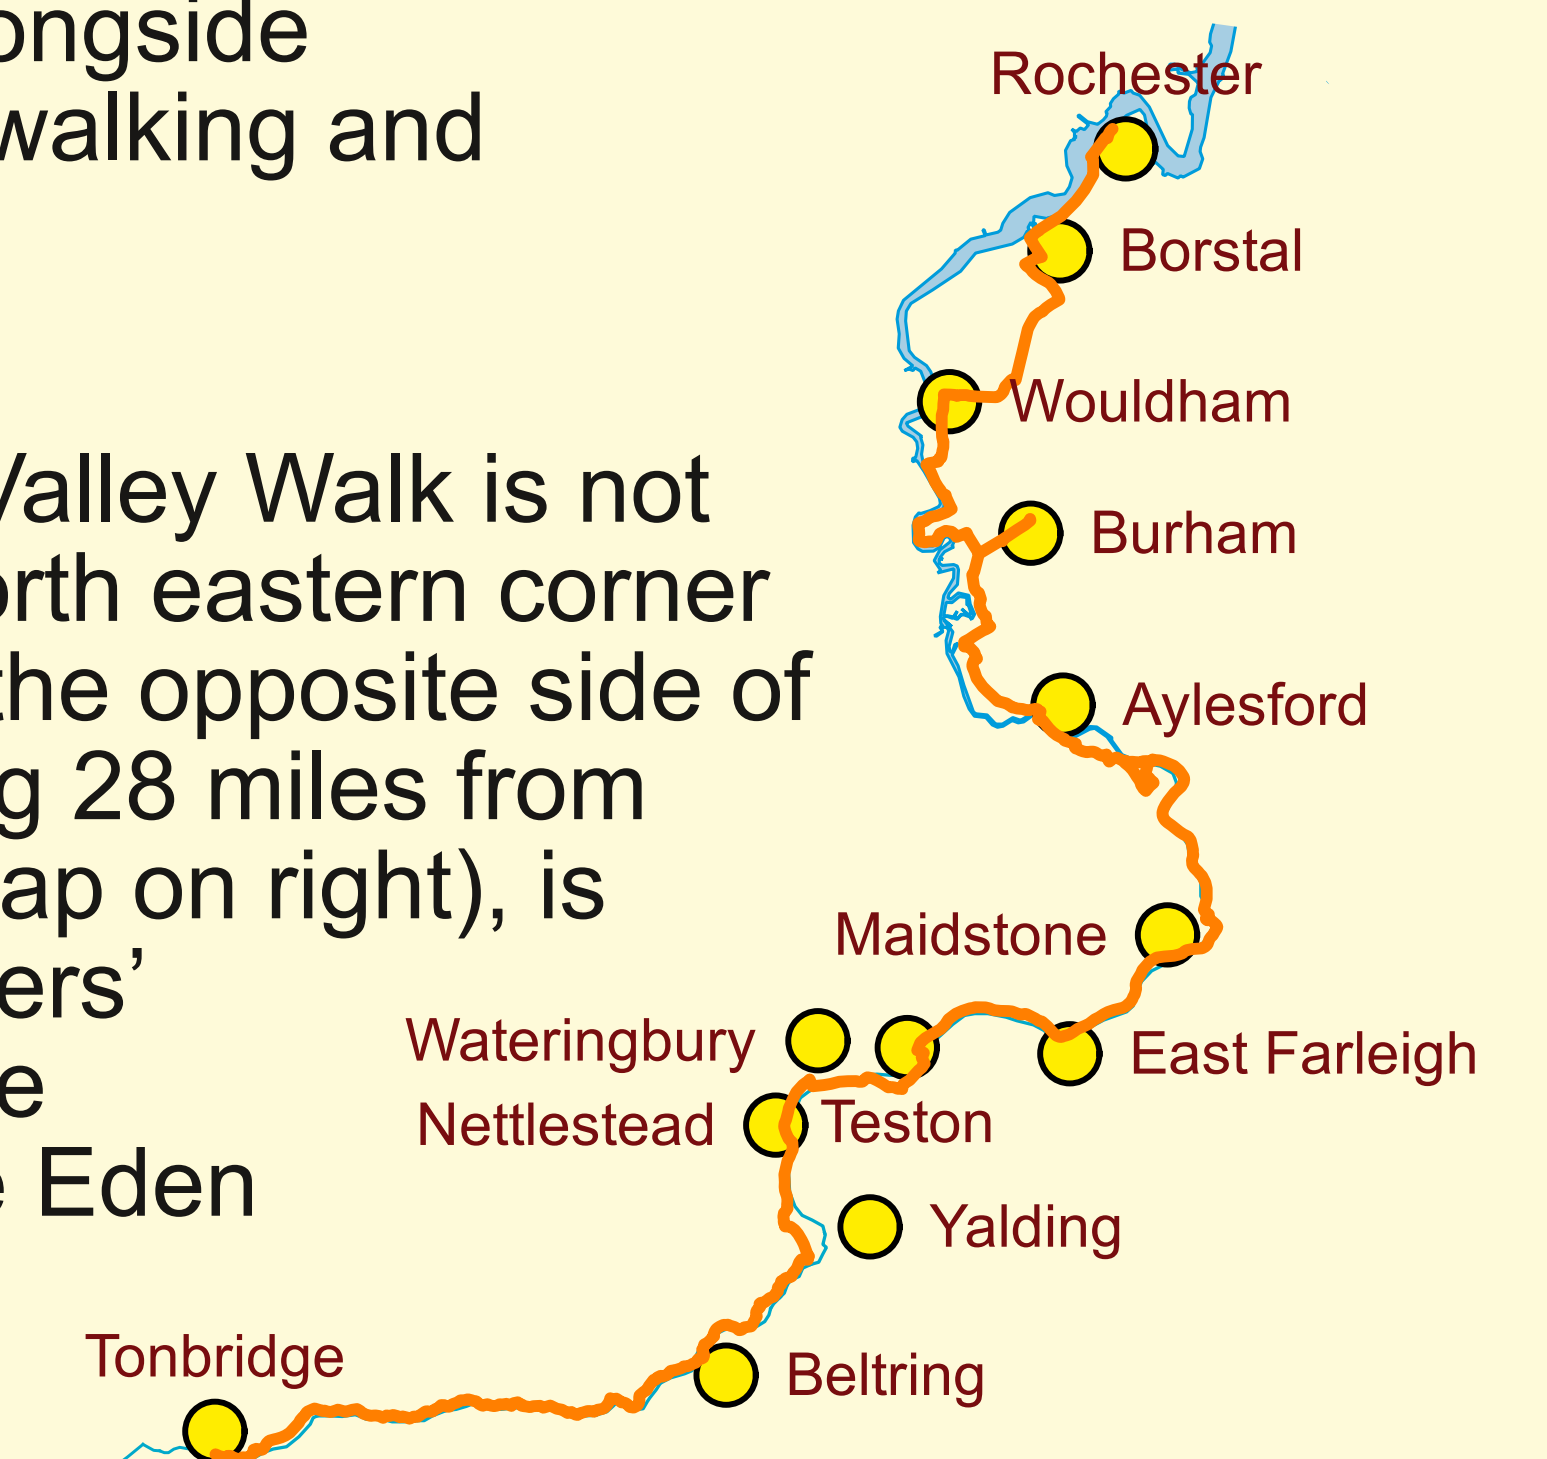 ongside
walking and
Valley Walk is not
orth eastern corner
the opposite side of
g 28 miles from
ap on right), is
ers’
e
e Eden
Rochester
Borstal
Wouldham
Burham
Aylesford
Maidstone
Wateringbury
East Farleigh
Nettlestead
Teston
Yalding
Tonbridge
Beltring